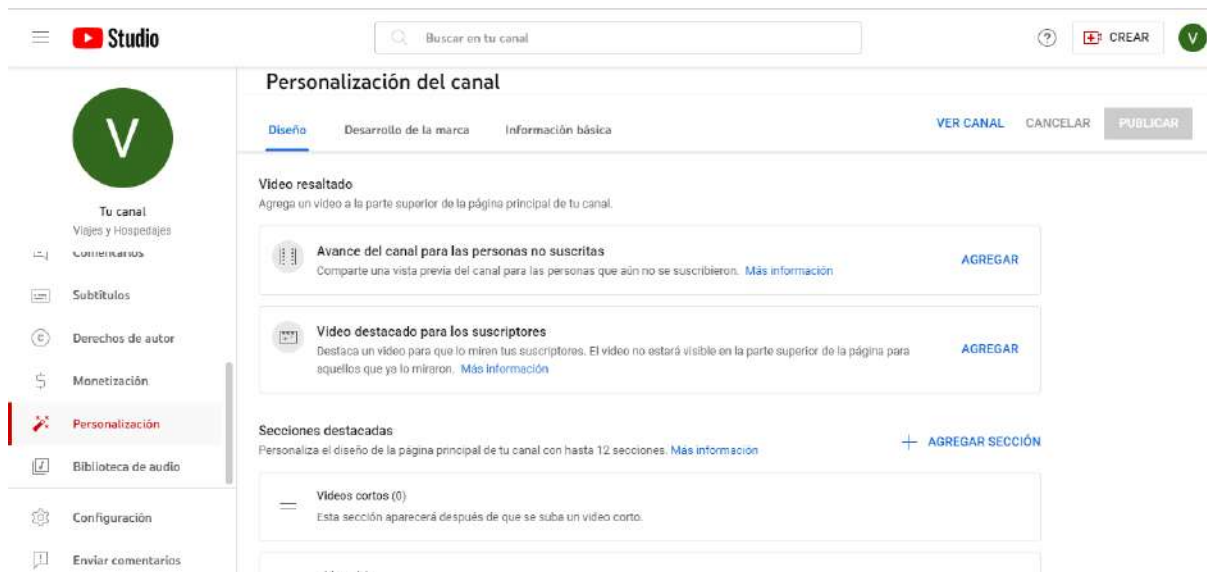 Studio
Buscar en tu canal
CREAR
V
V
Tu canal
Viajes y Hospedajes
Comentarios
Subtítulos
Derechos de autor
Monetización
Personalización
Biblioteca de audio
Configuración
Enviar comentarios
Personalización del canal
Diseño Desarrollo de la marca Información básica
VER CANAL CANCELAR PUBLICAR
Video resaltado
Agrega un video a la parte superior de la página principal de tu canal.
Avance del canal para las personas no suscritas
Comparte una vista previa del canal para las personas que aún no se suscribieron. Más información
AGREGAR
Video destacado para los suscriptores
Destaca un video para que lo miren tus suscriptores. El video no estará visible en la parte superior de la página para
aquellos que ya lo miraron. Más información
AGREGAR
Secciones destacadas
Personaliza el diseño de la página principal de tu canal con hasta 12 secciones. Más información
AGREGAR SECCIÓN
Videos cortos (0)
Esta sección aparecerá después de que se suba un video corto.